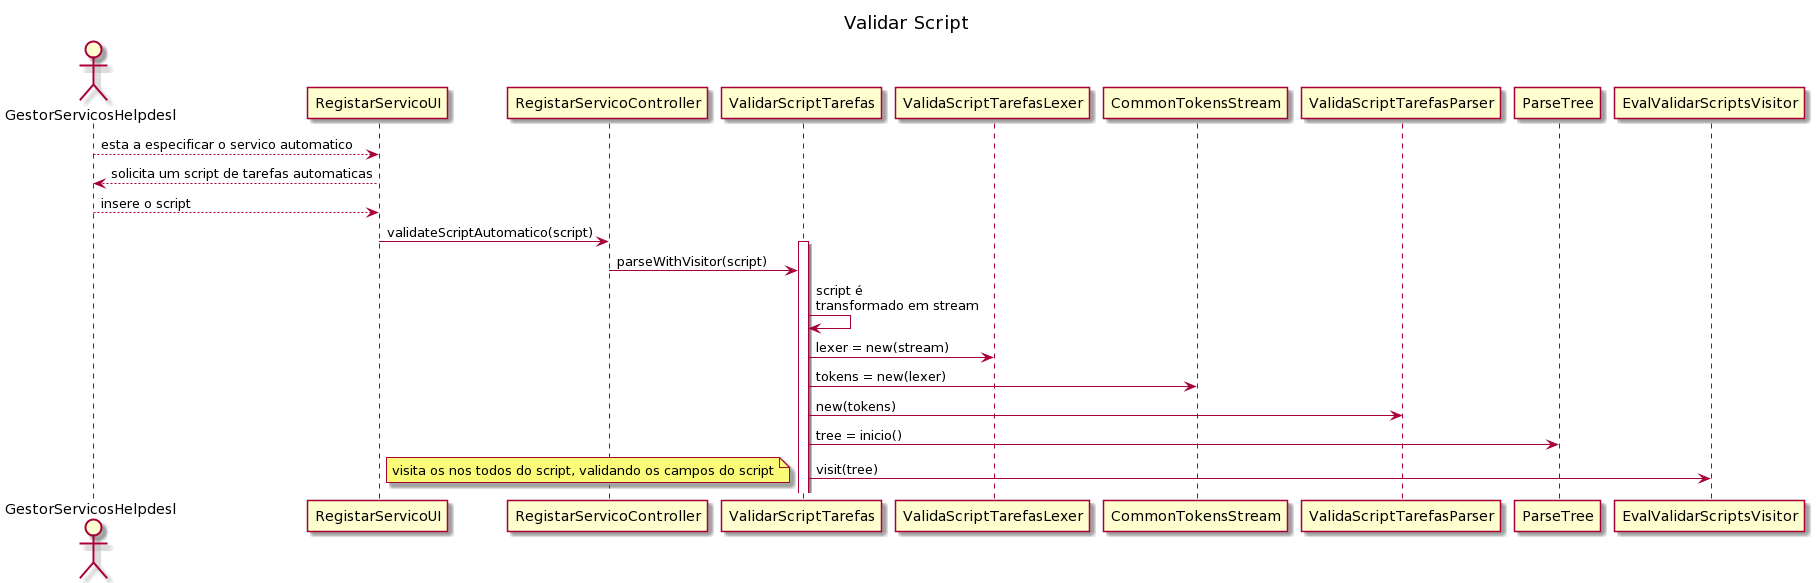 Validar Script
GestorServicosHelpdesl
RegistarServicoUI
RegistarServicoController
ValidarScriptTarefas
ValidaScriptTarefasLexer
CommonTokensStream
ValidaScriptTarefasParser
ParseTree
EvalValidarScriptsVisitor
esta a especificar o servico automatico
solicita um script de tarefas automaticas
insere o script
validateScriptAutomatico(script)
parseWithVisitor(script)
script é
transformado em stream
lexer = new(stream)
tokens = new(lexer)
new(tokens)
tree = inicio()
visita os nos todos do script, validando os campos do script
visit(tree)
GestorServicosHelpdesl
RegistarServicoUI
RegistarServicoController
ValidarScriptTarefas
ValidaScriptTarefasLexer
CommonTokensStream
ValidaScriptTarefasParser
ParseTree
EvalValidarScriptsVisitor